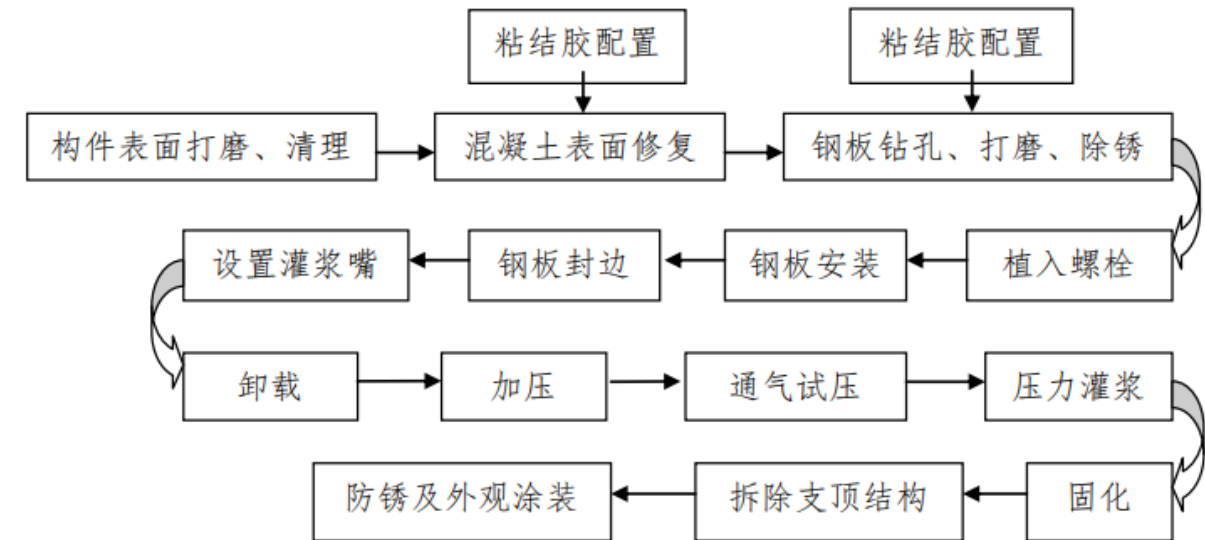 粘结胶配置
粘结胶配置
构件表面打磨、清理
混凝土表面修复
钢板钻孔、打磨、除锈
植入螺栓
钢板安装
钢板封边
设置灌浆嘴
卸载
加压
通气试压
压力灌浆
固化
拆除支顶结构
防锈及外观涂装